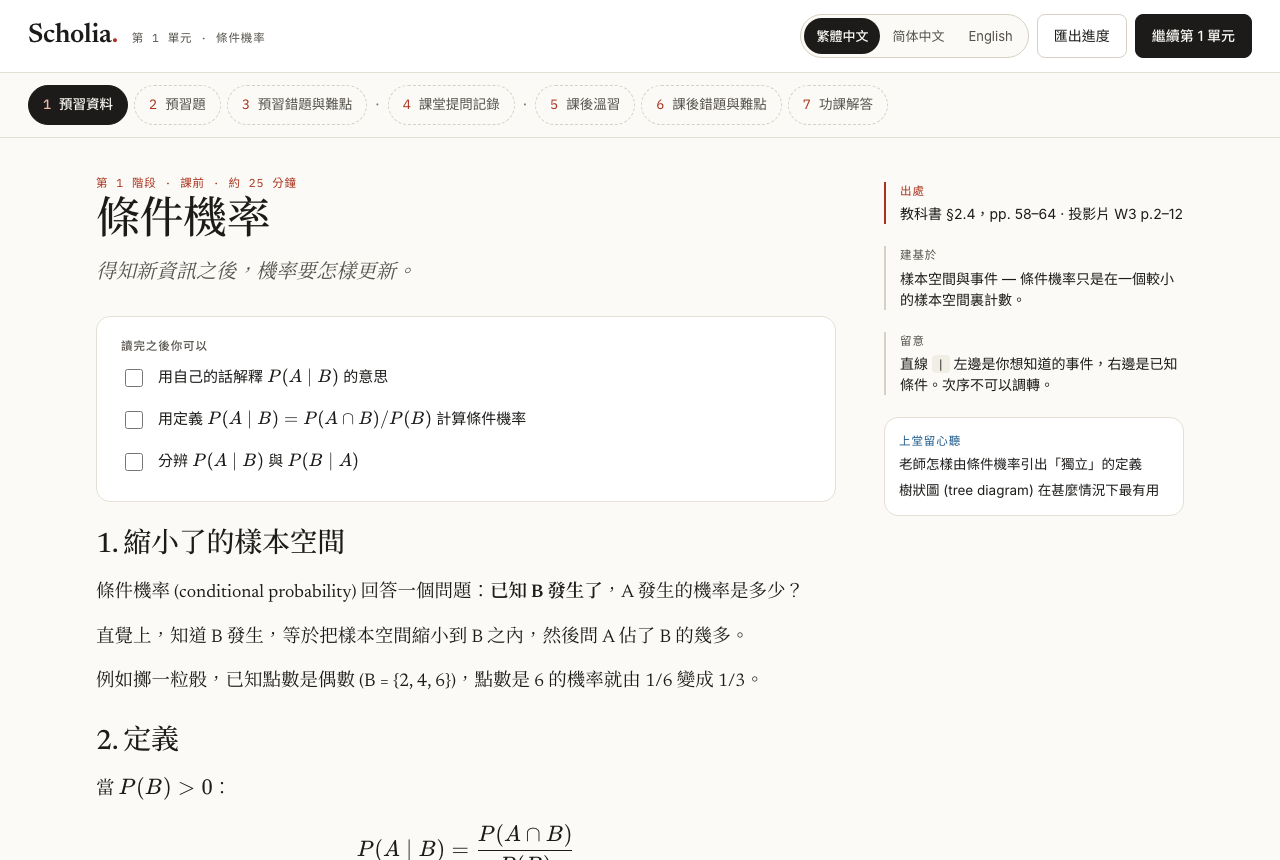 Scholia. 第 1 單元 · 條件機率
繁體中文 简体中文 English 匯出進度 繼續第 1 單元
1 預習資料 2 預習題 3 預習錯題與難點 · 4 課堂提問記錄 · 5 課後溫習 6 課後錯題與難點 7 功課解答
第 1 階段 · 課前 · 約 25 分鐘
條件機率
得知新資訊之後，機率要怎樣更新。
讀完之後你可以
用自己的話解釋 P(A | B) 的意思
用定義 P(A | B) = P(A ∩ B)/P(B) 計算條件機率
分辨 P(A | B) 與 P(B | A)
1. 縮小了的樣本空間
條件機率 (conditional probability) 回答一個問題：已知 B 發生了，A 發生的機率是多少？
直覺上，知道 B 發生，等於把樣本空間縮小到 B 之內，然後問 A 佔了 B 的幾多。
例如擲一粒骰，已知點數是偶數 (B = {2, 4, 6})，點數是 6 的機率就由 1/6 變成 1/3。
2. 定義
當 P(B) > 0：
P(A | B) = P(A ∩ B) / P(B)
出處
教科書 §2.4，pp. 58–64 · 投影片 W3 p.2–12
建基於
樣本空間與事件 — 條件機率只是在一個較小
的樣本空間裏計數。
留意
直線 | 左邊是你想知道的事件，右邊是已知
條件。次序不可以調轉。
上堂留心聽
老師怎樣由條件機率引出「獨立」的定義
樹狀圖 (tree diagram) 在甚麼情況下最有用